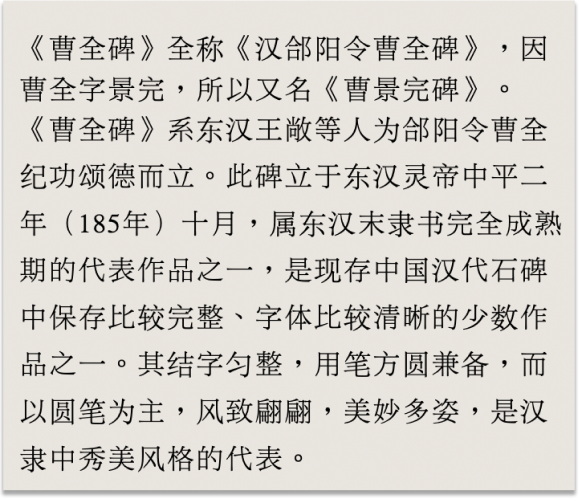 《曹全碑》全称《汉郃阳令曹全碑》，因
曹全字景完，所以又名《曹景完碑》。
《曹全碑》系东汉王敞等人为郃阳令曹全
纪功颂德而立。此碑立于东汉灵帝中平二
年（185年）十月，属东汉末隶书完全成熟
期的代表作品之一，是现存中国汉代石碑
中保存比较完整、字体比较清晰的少数作
品之一。其结字匀整，用笔方圆兼备，而
以圆笔为主，风致翩翩，美妙多姿，是汉
隶中秀美风格的代表。